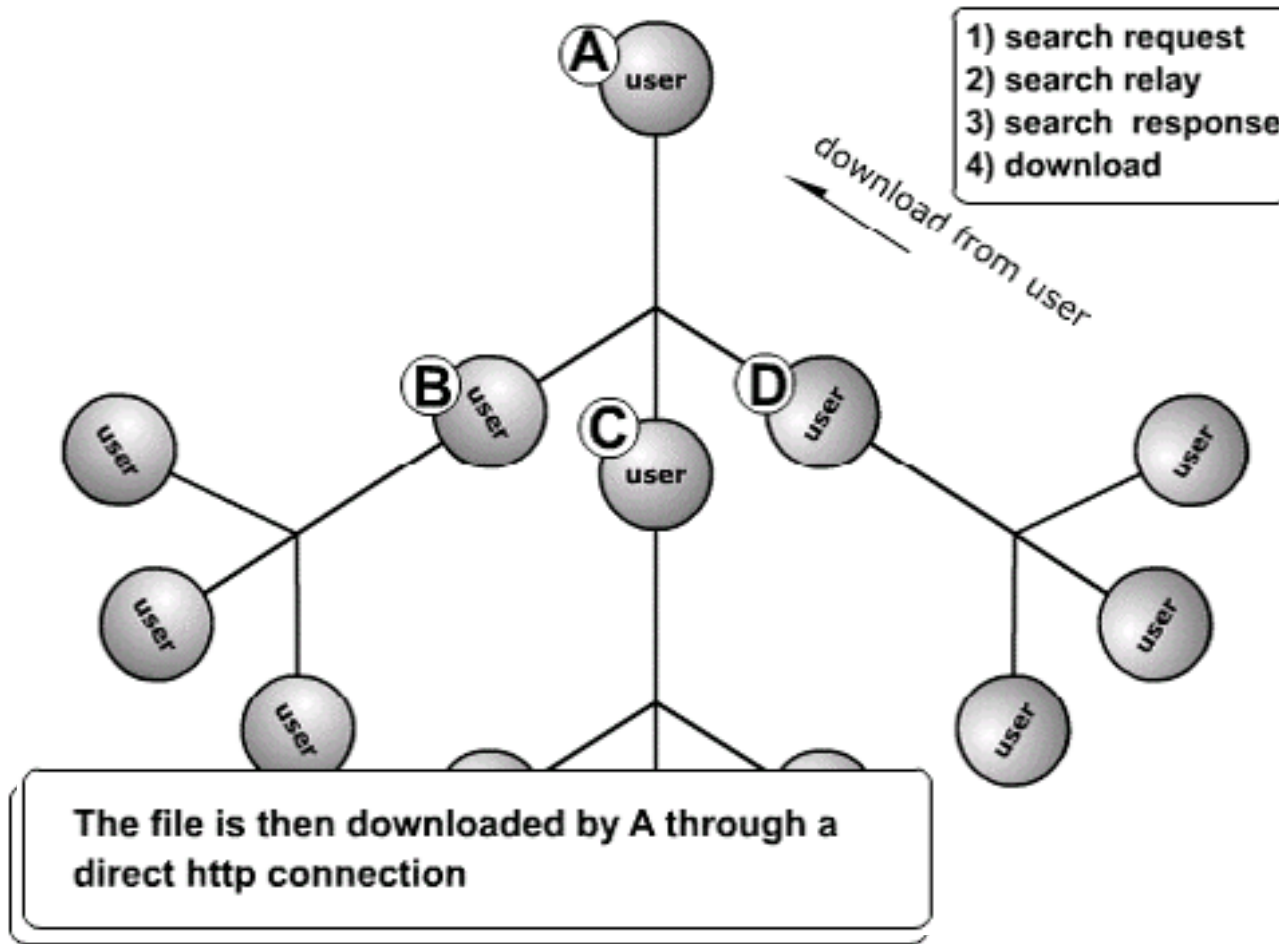 A
user
1) search request
2) search relay
3) search response
4) download
download from user
B
user
C
user
D
user
user
user
user
user
user
user
The file is then downloaded by A through a
direct http connection